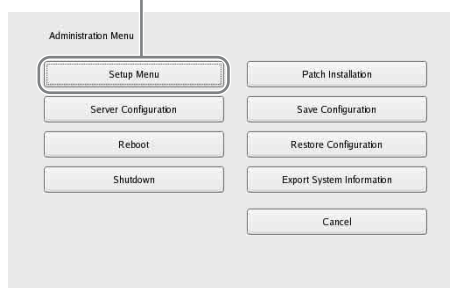 Administration Menu
Setup Menu
Patch Installation
Server Configuration
Save Configuration
Reboot
Restore Configuration
Shutdown
Export System Information
Cancel